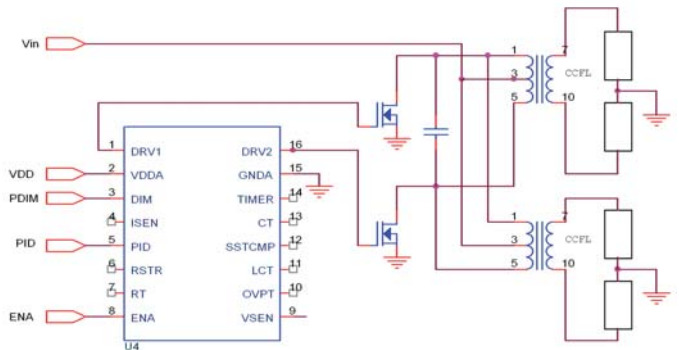 Vin
1
7
3
CCFL
5
10
1 DRV1 DRV2 16
VDD 2 VDDA GNDA 15
PDIM 3 DIM TIMER 14
4 ISEN CT 13
PID 5 PID SSTCMP 12
6 RSTR LCT 11
7 RT OVPT 10
ENA 8 ENA VSEN 9
U4
1
7
3
CCFL
5
10